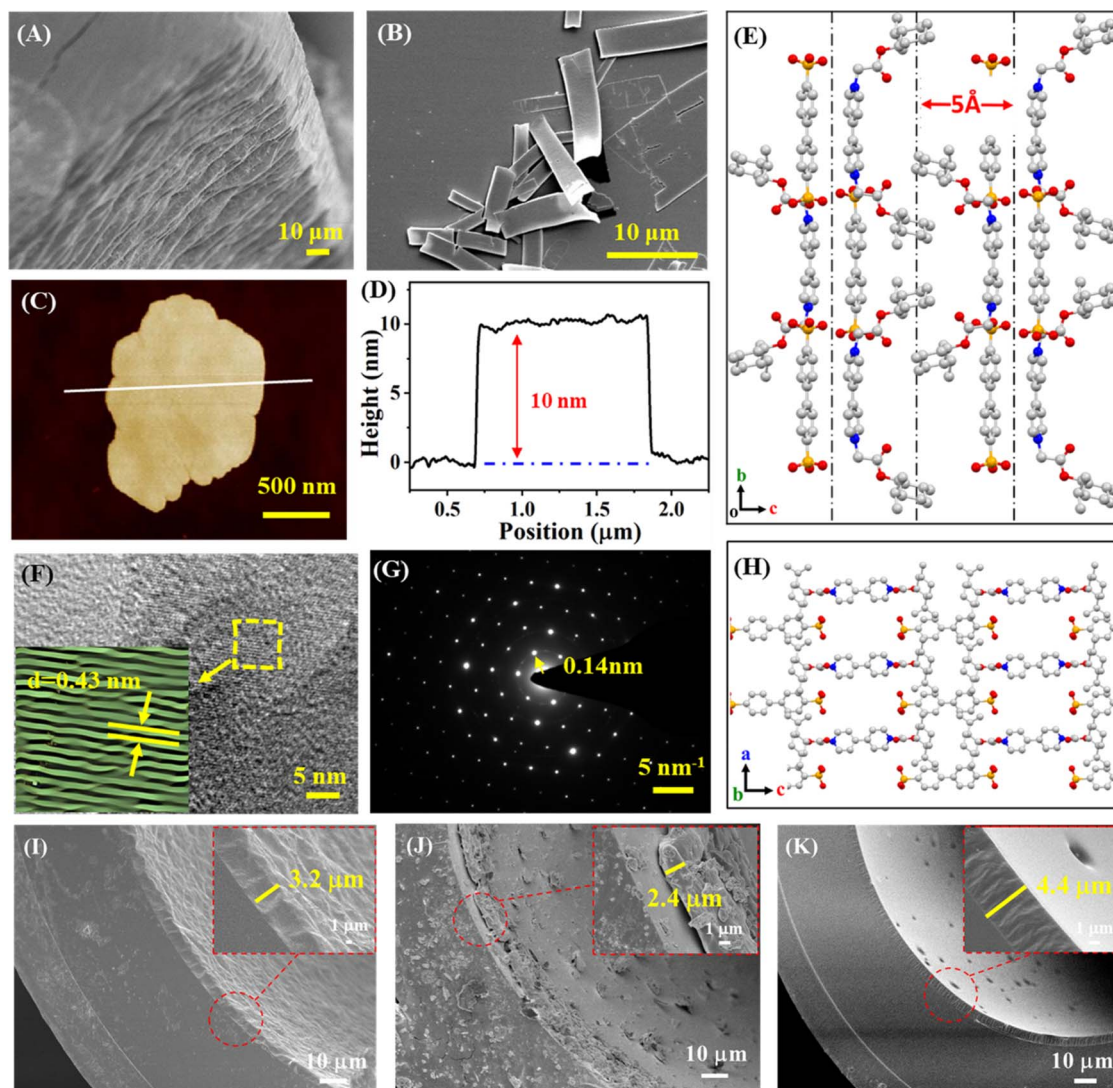 (A)
10 μm
(B)
10 μm
(C)
500 nm
(D)
Height (nm)
10
5
0
10 nm
0.5
1.0
1.5
2.0
Position (μm)
(E)
5Å
b
o
c
(F)
d=0.43 nm
5 nm
(G)
0.14nm
5 nm⁻¹
(H)
a
b
c
(I)
3.2 μm
1 μm
10 μm
(J)
2.4 μm
1 μm
10 μm
(K)
4.4 μm
1 μm
10 μm